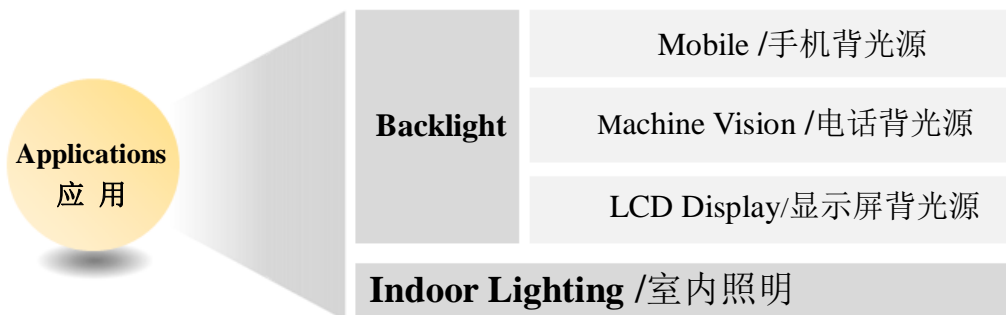 Applications
应 用
Backlight
Mobile /手机背光源
Machine Vision /电话背光源
LCD Display/显示屏背光源
Indoor Lighting /室内照明